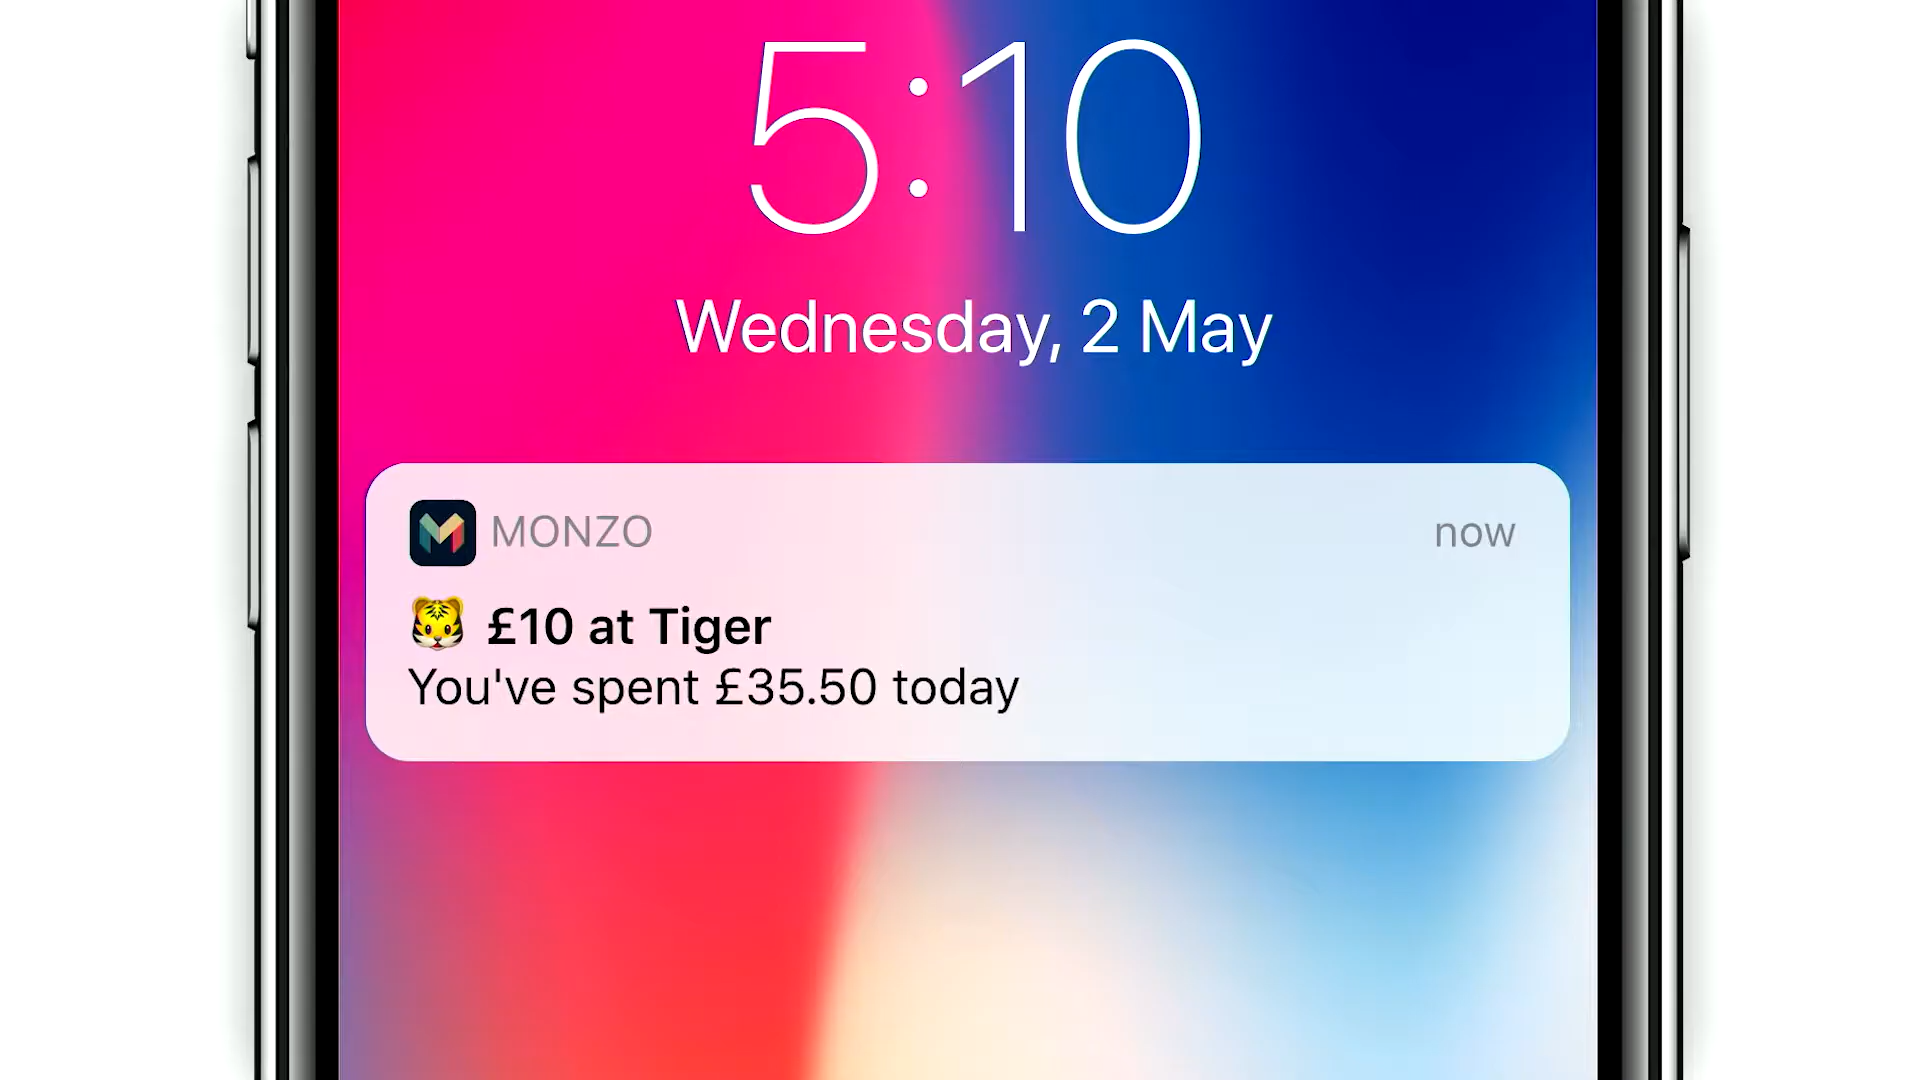 5:10
Wednesday, 2 May
MONZO now
🐯 £10 at Tiger
You've spent £35.50 today